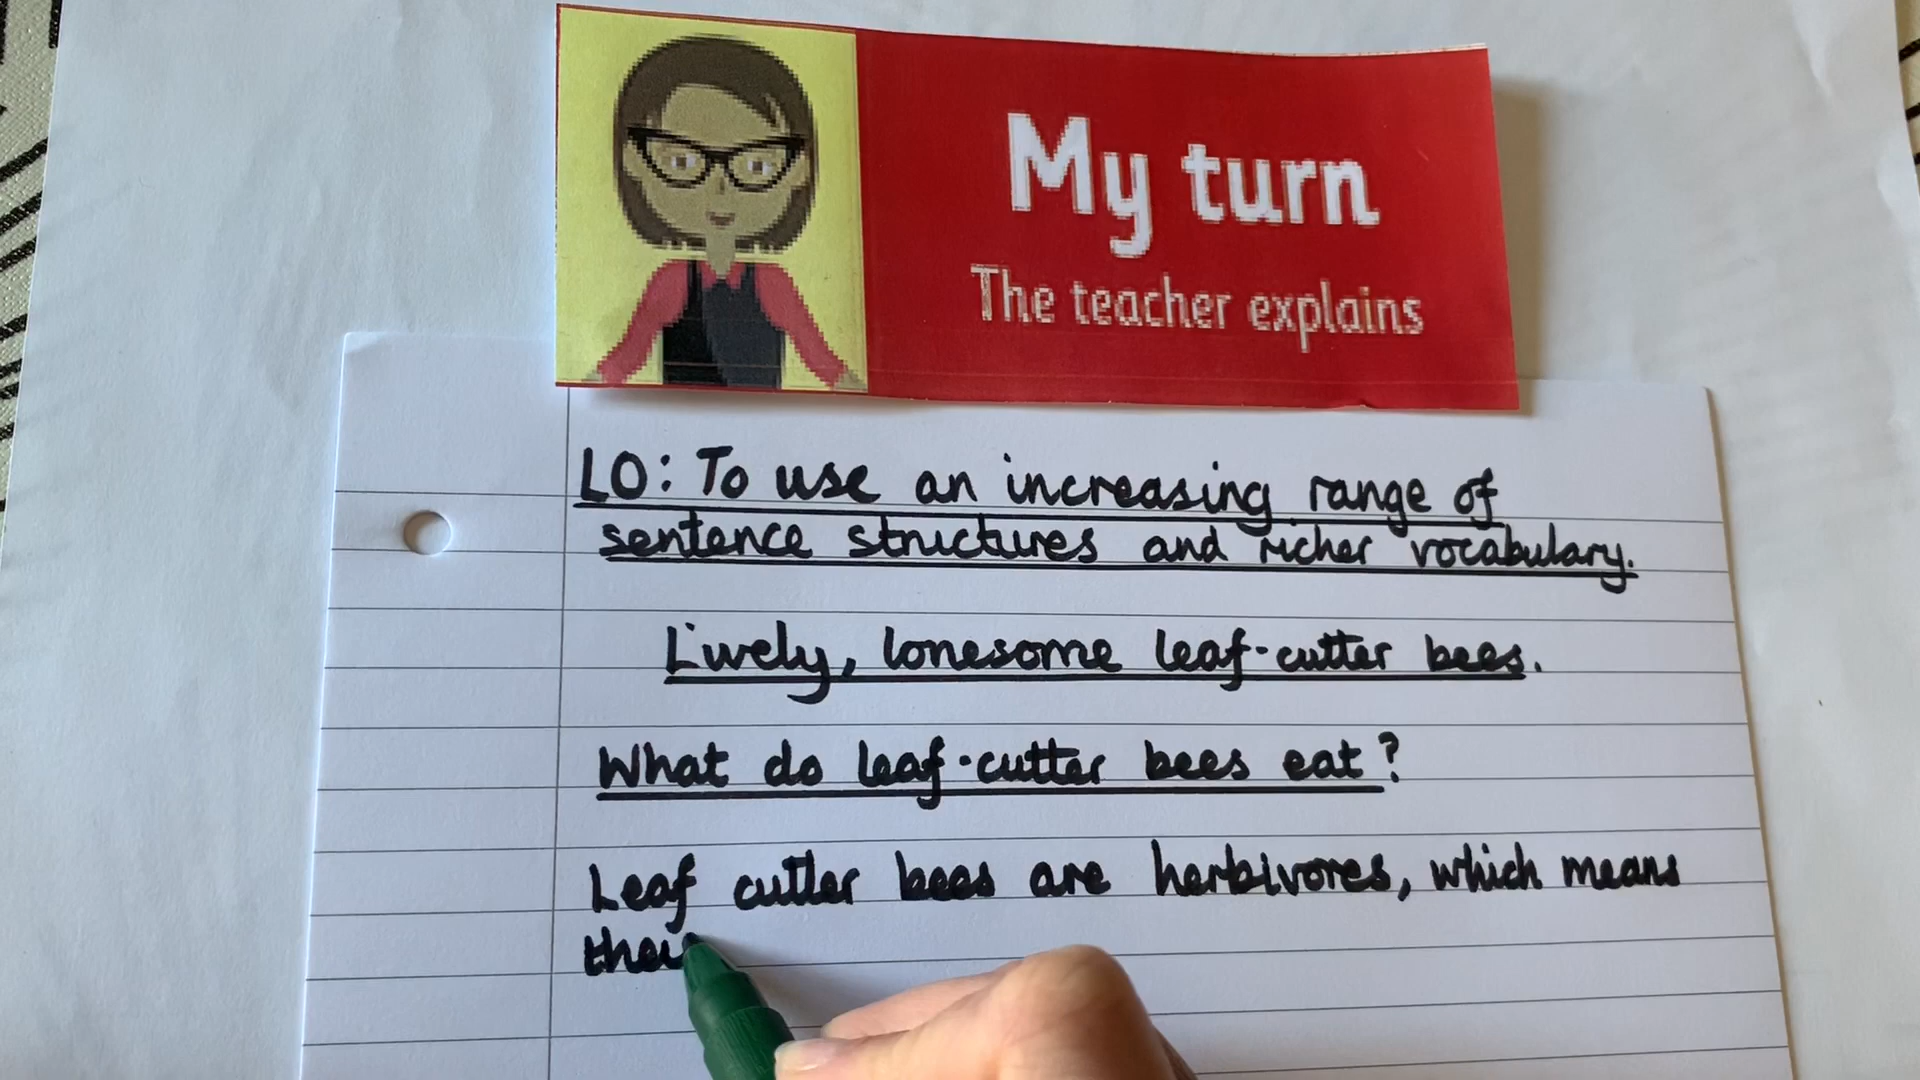 My turn
The teacher explains
LO: To use an increasing range of
sentence structures and richer vocabulary.
Lively, lonesome leaf-cutter bees.
What do leaf-cutter bees eat?
Leaf cutter bees are herbivores, which means